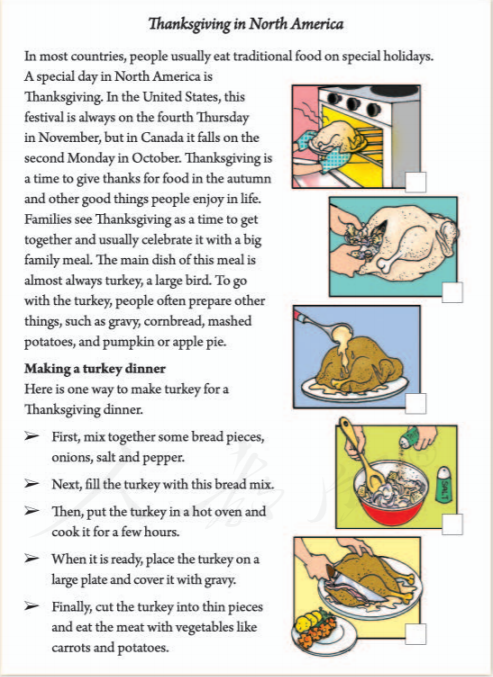 Thanksgiving in North America
In most countries, people usually eat traditional food on special holidays.
A special day in North America is
Thanksgiving. In the United States, this
festival is always on the fourth Thursday
in November, but in Canada it falls on the
second Monday in October. Thanksgiving is
a time to give thanks for food in the autumn
and other good things people enjoy in life.
Families see Thanksgiving as a time to get
together and usually celebrate it with a big
family meal. The main dish of this meal is
almost always turkey, a large bird. To go
with the turkey, people often prepare other
things, such as gravy, cornbread, mashed
potatoes, and pumpkin or apple pie.
Making a turkey dinner
Here is one way to make turkey for a
Thanksgiving dinner.
➢ First, mix together some bread pieces,
onions, salt and pepper.
➢ Next, fill the turkey with this bread mix.
➢ Then, put the turkey in a hot oven and
cook it for a few hours.
➢ When it is ready, place the turkey on a
large plate and cover it with gravy.
➢ Finally, cut the turkey into thin pieces
and eat the meat with vegetables like
carrots and potatoes.
SALT